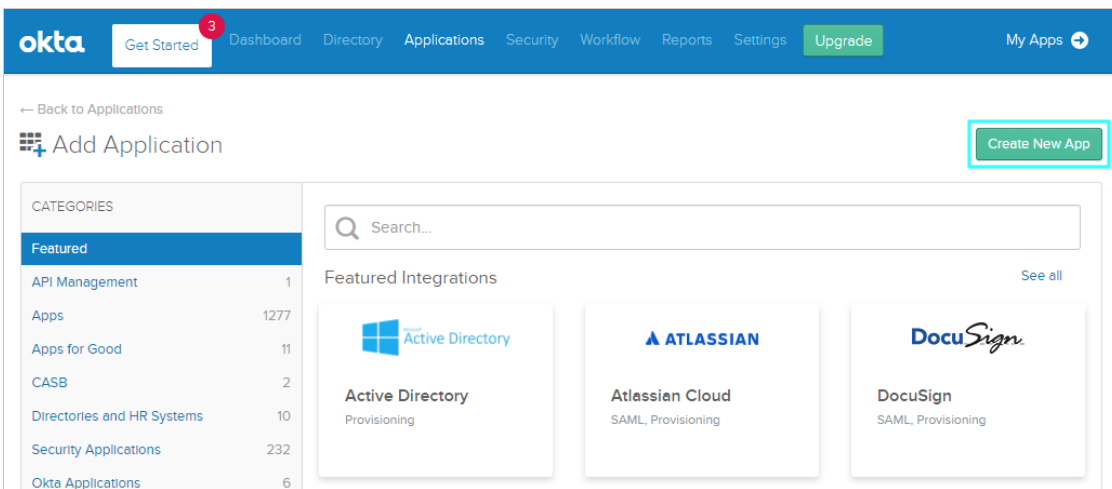 okta Get Started 3 Dashboard Directory Applications Security Workflow Reports Settings Upgrade My Apps
← Back to Applications
Add Application
Create New App
CATEGORIES
Featured
API Management 1
Apps 1277
Apps for Good 11
CASB 2
Directories and HR Systems 10
Security Applications 232
Okta Applications 6
Search...
Featured Integrations See all
Microsoft
Active Directory
Active Directory
Provisioning
ATLASSIAN
Atlassian Cloud
SAML, Provisioning
DocuSign
DocuSign
SAML, Provisioning